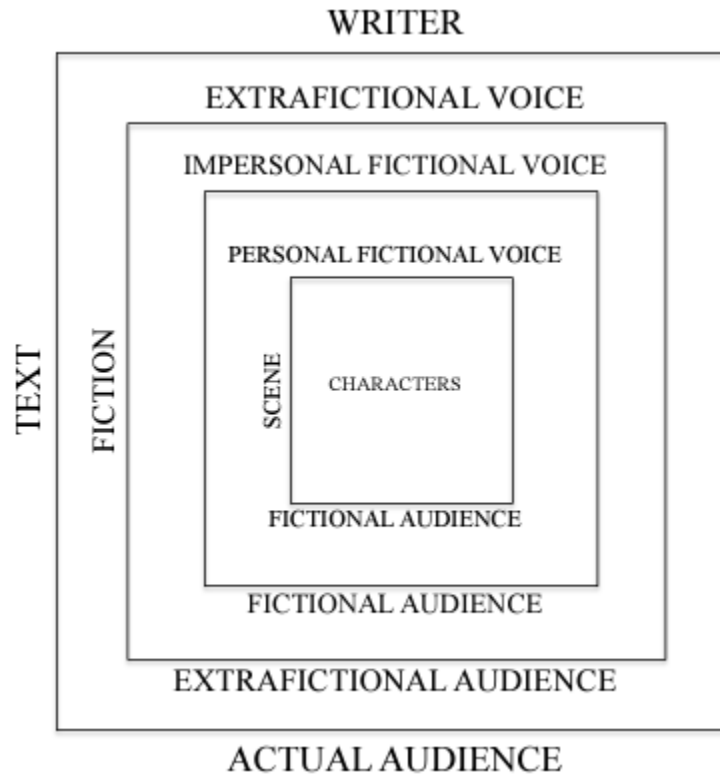 WRITER
EXTRAFICTIONAL VOICE
IMPERSONAL FICTIONAL VOICE
PERSONAL FICTIONAL VOICE
TEXT
FICTION
SCENE
CHARACTERS
FICTIONAL AUDIENCE
FICTIONAL AUDIENCE
EXTRAFICTIONAL AUDIENCE
ACTUAL AUDIENCE